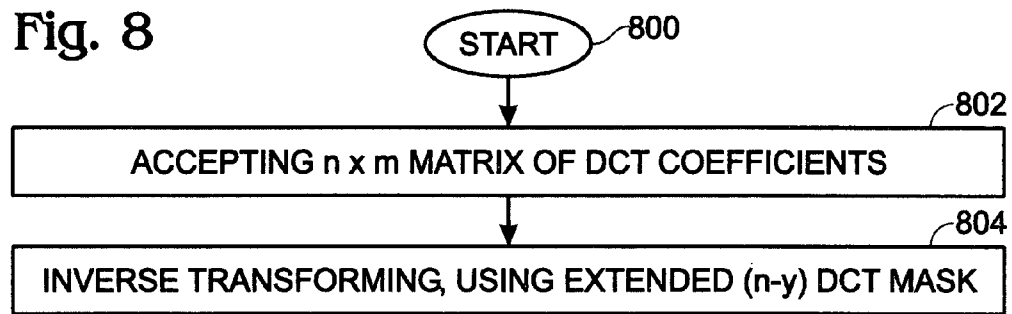 Fig. 8
START
800
802
ACCEPTING n x m MATRIX OF DCT COEFFICIENTS
804
INVERSE TRANSFORMING, USING EXTENDED (n-y) DCT MASK